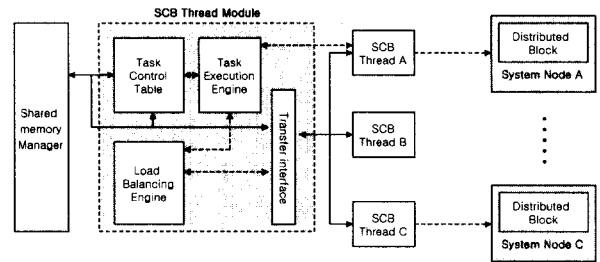 SCB Thread Module
Shared
memory
Manager
Task
Control
Table
Task
Execution
Engine
Load
Balancing
Engine
Transfer interface
SCB
Thread A
SCB
Thread B
SCB
Thread C
Distributed
Block
System Node A
Distributed
Block
System Node C